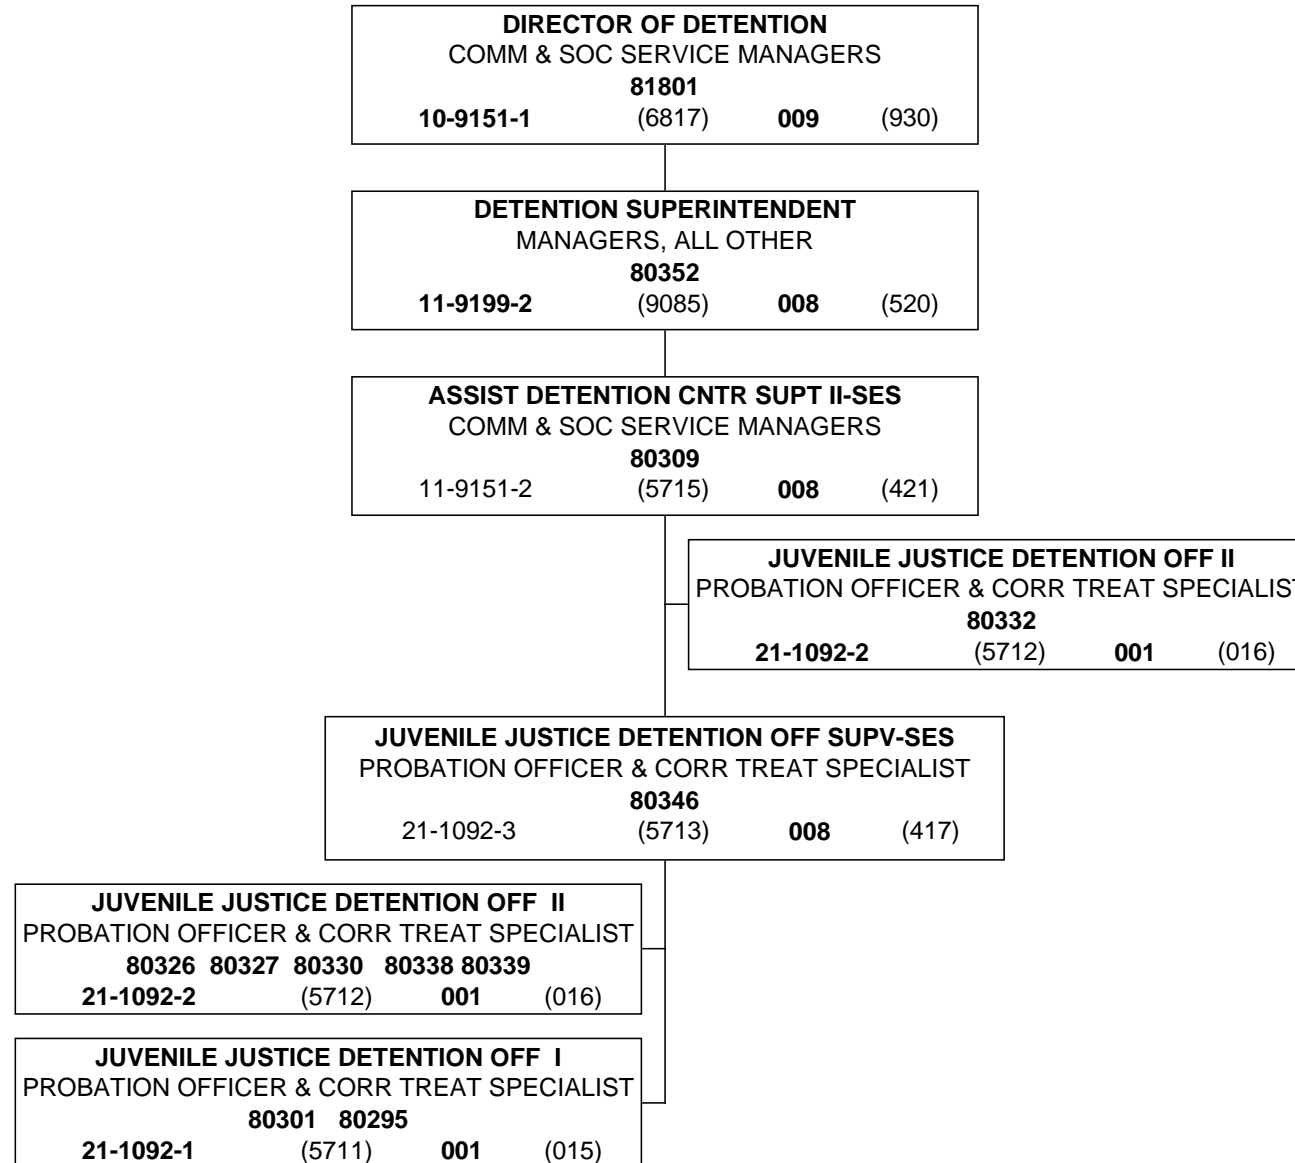 DIRECTOR OF DETENTION
COMM & SOC SERVICE MANAGERS
81801
10-9151-1 (6817) 009 (930)
DETENTION SUPERINTENDENT
MANAGERS, ALL OTHER
80352
11-9199-2 (9085) 008 (520)
ASSIST DETENTION CNTR SUPT II-SES
COMM & SOC SERVICE MANAGERS
80309
11-9151-2 (5715) 008 (421)
JUVENILE JUSTICE DETENTION OFF II
PROBATION OFFICER & CORR TREAT SPECIALIST
80332
21-1092-2 (5712) 001 (016)
JUVENILE JUSTICE DETENTION OFF SUPV-SES
PROBATION OFFICER & CORR TREAT SPECIALIST
80346
21-1092-3 (5713) 008 (417)
JUVENILE JUSTICE DETENTION OFF II
PROBATION OFFICER & CORR TREAT SPECIALIST
80326 80327 80330 80338 80339
21-1092-2 (5712) 001 (016)
JUVENILE JUSTICE DETENTION OFF I
PROBATION OFFICER & CORR TREAT SPECIALIST
80301 80295
21-1092-1 (5711) 001 (015)